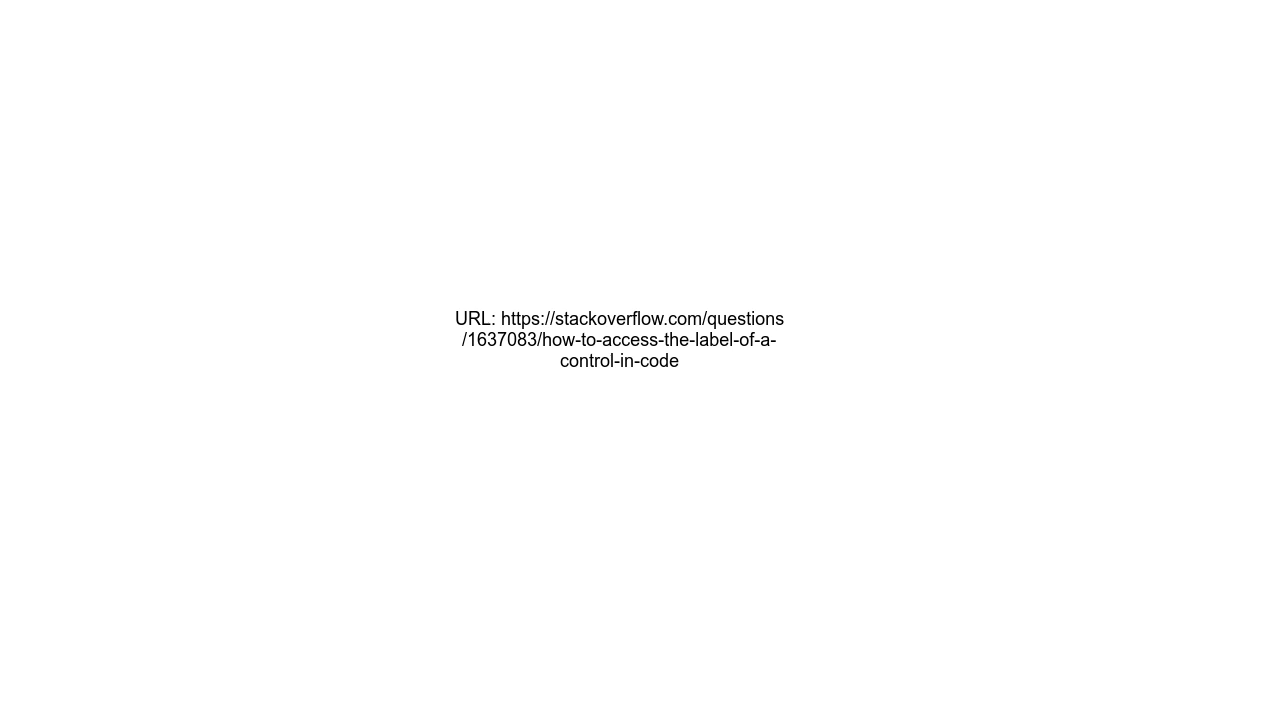 URL: https://stackoverflow.com/questions
/1637083/how-to-access-the-label-of-a-
control-in-code